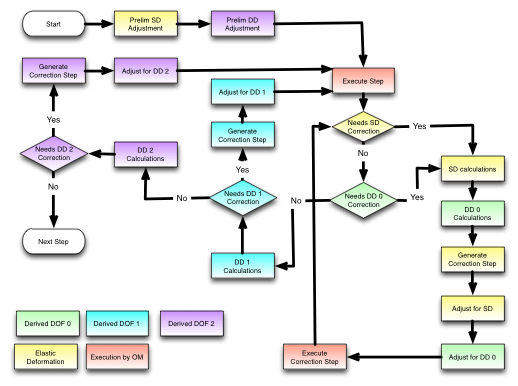 Start
Prelim SD
Adjustment
Prelim DD
Adjustment
Generate
Correction Step
Adjust for DD 2
Execute Step
Adjust for DD 1
Yes
Generate
Correction Step
Needs SD
Correction
Yes
Needs DD 2
Correction
DD 2
Calculations
Yes
No
SD calculations
No
No
Needs DD 1
Correction
No
Needs DD 0
Correction
Yes
DD 0
Calculations
Next Step
DD 1
Calculations
Generate
Correction Step
Adjust for SD
Derived DOF 0
Derived DOF 1
Derived DOF 2
Elastic
Deformation
Execution by OM
Execute
Correction Step
Adjust for DD 0